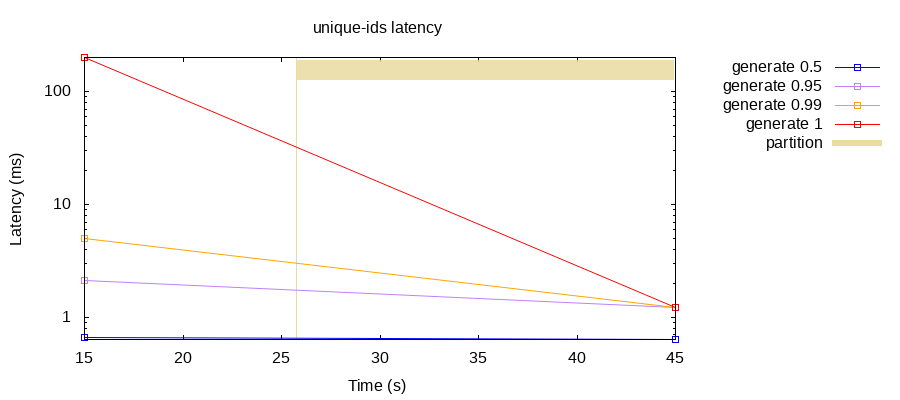 unique-ids latency
generate 0.5
generate 0.95
generate 0.99
generate 1
partition
Latency (ms)
100
10
1
15 20 25 30 35 40 45
Time (s)